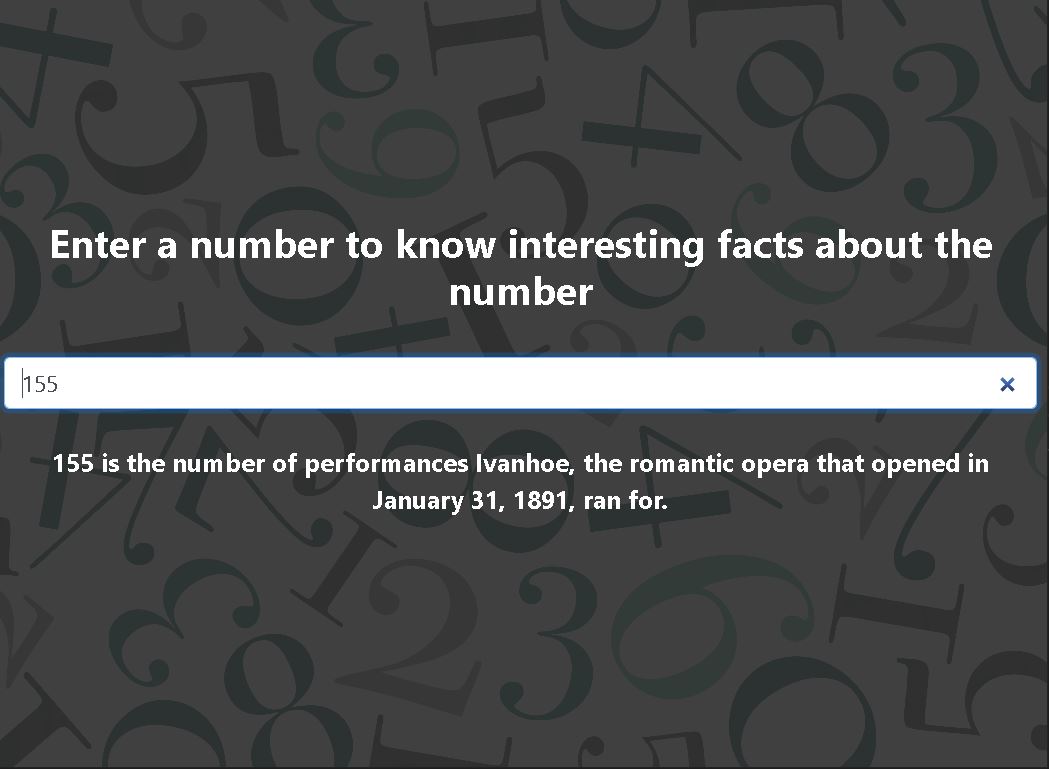 Enter a number to know interesting facts about the
number
155
×
155 is the number of performances Ivanhoe, the romantic opera that opened in
January 31, 1891, ran for.